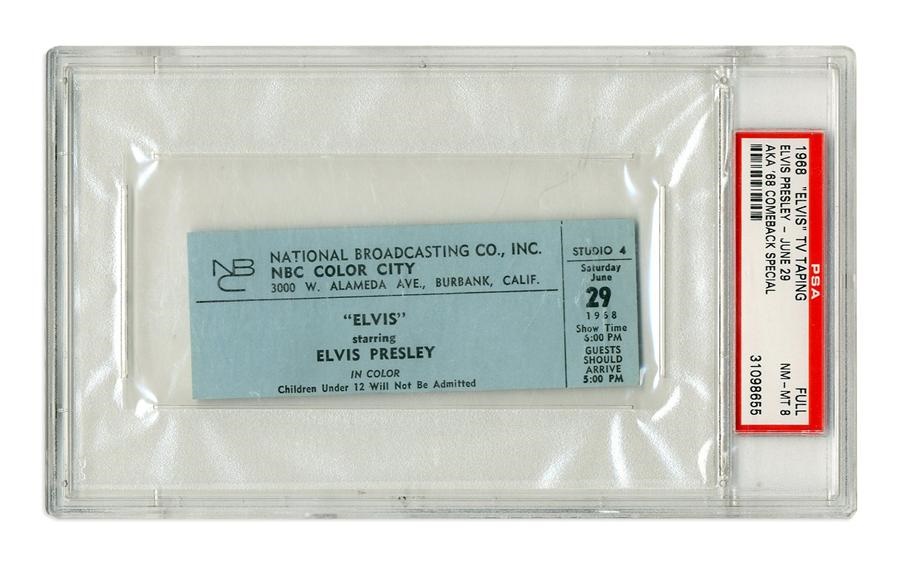 NBC
NATIONAL BROADCASTING CO., INC.
NBC COLOR CITY
3000 W. ALAMEDA AVE., BURBANK, CALIF.
"ELVIS"
starring
ELVIS PRESLEY
IN COLOR
Children Under 12 Will Not Be Admitted
STUDIO 4
Saturday
June
29
1968
Show Time
6:00 PM
GUESTS
SHOULD
ARRIVE
5:00 PM
PSA
1968 "ELVIS" TV TAPING FULL
ELVIS PRESLEY - JUNE 29 NM-MT 8
AKA '68 COMEBACK SPECIAL
31098655